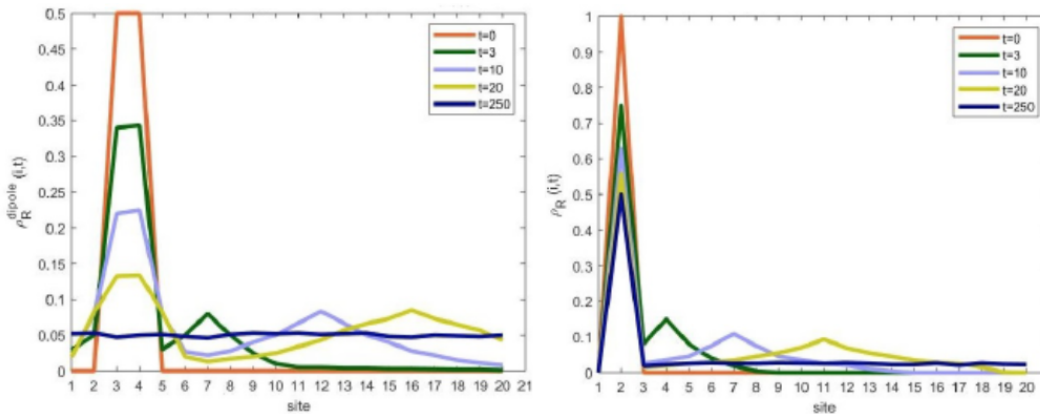 0.5
0.45
0.4
0.35
0.3
0.25
0.2
0.15
0.1
0.05
0
ρ_R^dipole (i,t)
1 2 3 4 5 6 7 8 9 10 11 12 13 14 15 16 17 18 19 20 21
site
t=0
t=3
t=10
t=20
t=250
1
0.9
0.8
0.7
0.6
0.5
0.4
0.3
0.2
0.1
0
ρ_R (i,t)
1 2 3 4 5 6 7 8 9 10 11 12 13 14 15 16 17 18 19 20
site
t=0
t=3
t=10
t=20
t=250